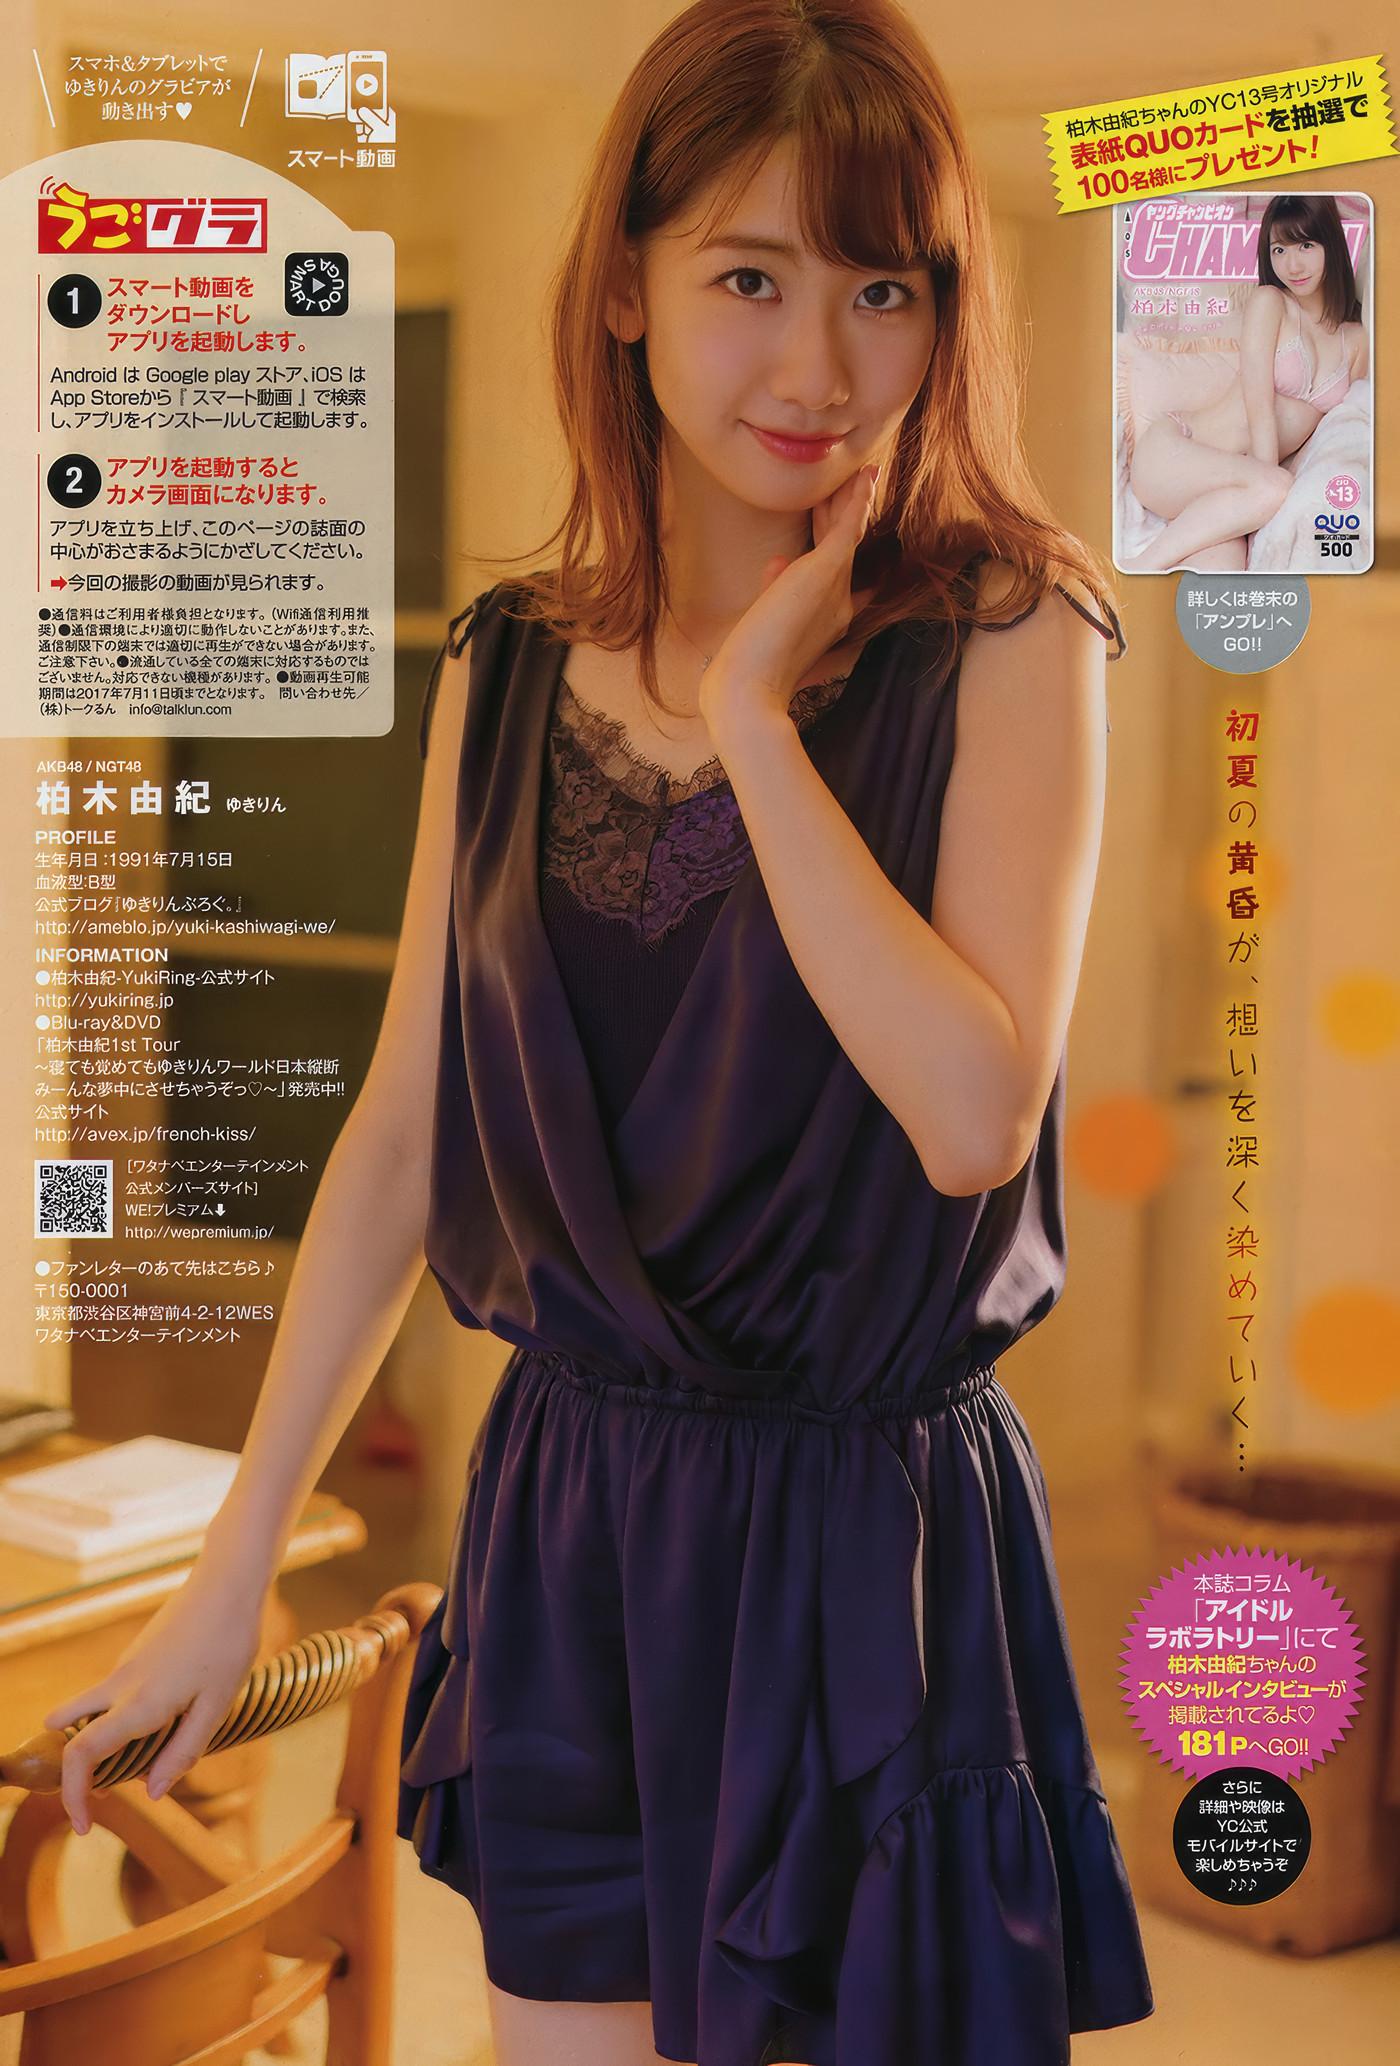 スマホ&タブレットで
ゆきりんのグラビアが
動き出す♥
スマート動画
うごグラ
SMART DOUGA
1 スマート動画を
ダウンロードし
アプリを起動します。
Android は Google play ストア、iOS は
App Storeから『 スマート動画 』で検索
し、アプリをインストールして起動します。
2 アプリを起動すると
カメラ画面になります。
アプリを立ち上げ、このページの誌面の
中心がおさまるようにかざしてください。
➡今回の撮影の動画が見られます。
●通信料はご利用者様負担となります。(Wifi通信利用推
奨)●通信環境により適切に動作しないことがあります。また、
通信制限下の端末では適切に再生ができない場合があります。
ご注意下さい。●流通している全ての端末に対応するものでは
ございません。対応できない機種があります。●動画再生可能
期間は2017年7月11日頃までとなります。 問い合わせ先/
(株)トークるん info@talklun.com
AKB48 / NGT48
柏木由紀 ゆきりん
PROFILE
生年月日:1991年7月15日
血液型:B型
公式ブログ『ゆきりんぶろぐ。』
http://ameblo.jp/yuki-kashiwagi-we/
INFORMATION
●柏木由紀-YukiRing-公式サイト
http://yukiring.jp
●Blu-ray&DVD
「柏木由紀1st Tour
~寝ても覚めてもゆきりんワールド日本縦断
みーんな夢中にさせちゃうぞっ♡~」発売中!!
公式サイト
http://avex.jp/french-kiss/
[ワタナベエンターテインメント
公式メンバーズサイト]
WE!プレミアム⬇
http://wepremium.jp/
●ファンレターのあて先はこちら♪
〒150-0001
東京都渋谷区神宮前4-2-12WES
ワタナベエンターテインメント
柏木由紀ちゃんのYC13号オリジナル
表紙QUOカードを抽選で
100名様にプレゼント!
ヤングチャンピオン
CHAMPION
AKB48/NGT48
柏木由紀
No.13
QUO
クオ・カード
500
詳しくは巻末の
「アンプレ」へ
GO!!
初夏の黄昏が、想いを深く染めていく…
本誌コラム
「アイドル
ラボラトリー」にて
柏木由紀ちゃんの
スペシャルインタビューが
掲載されてるよ♡
181PへGO!!
さらに
詳細や映像は
YC公式
モバイルサイトで
楽しめちゃうぞ
♪♪♪